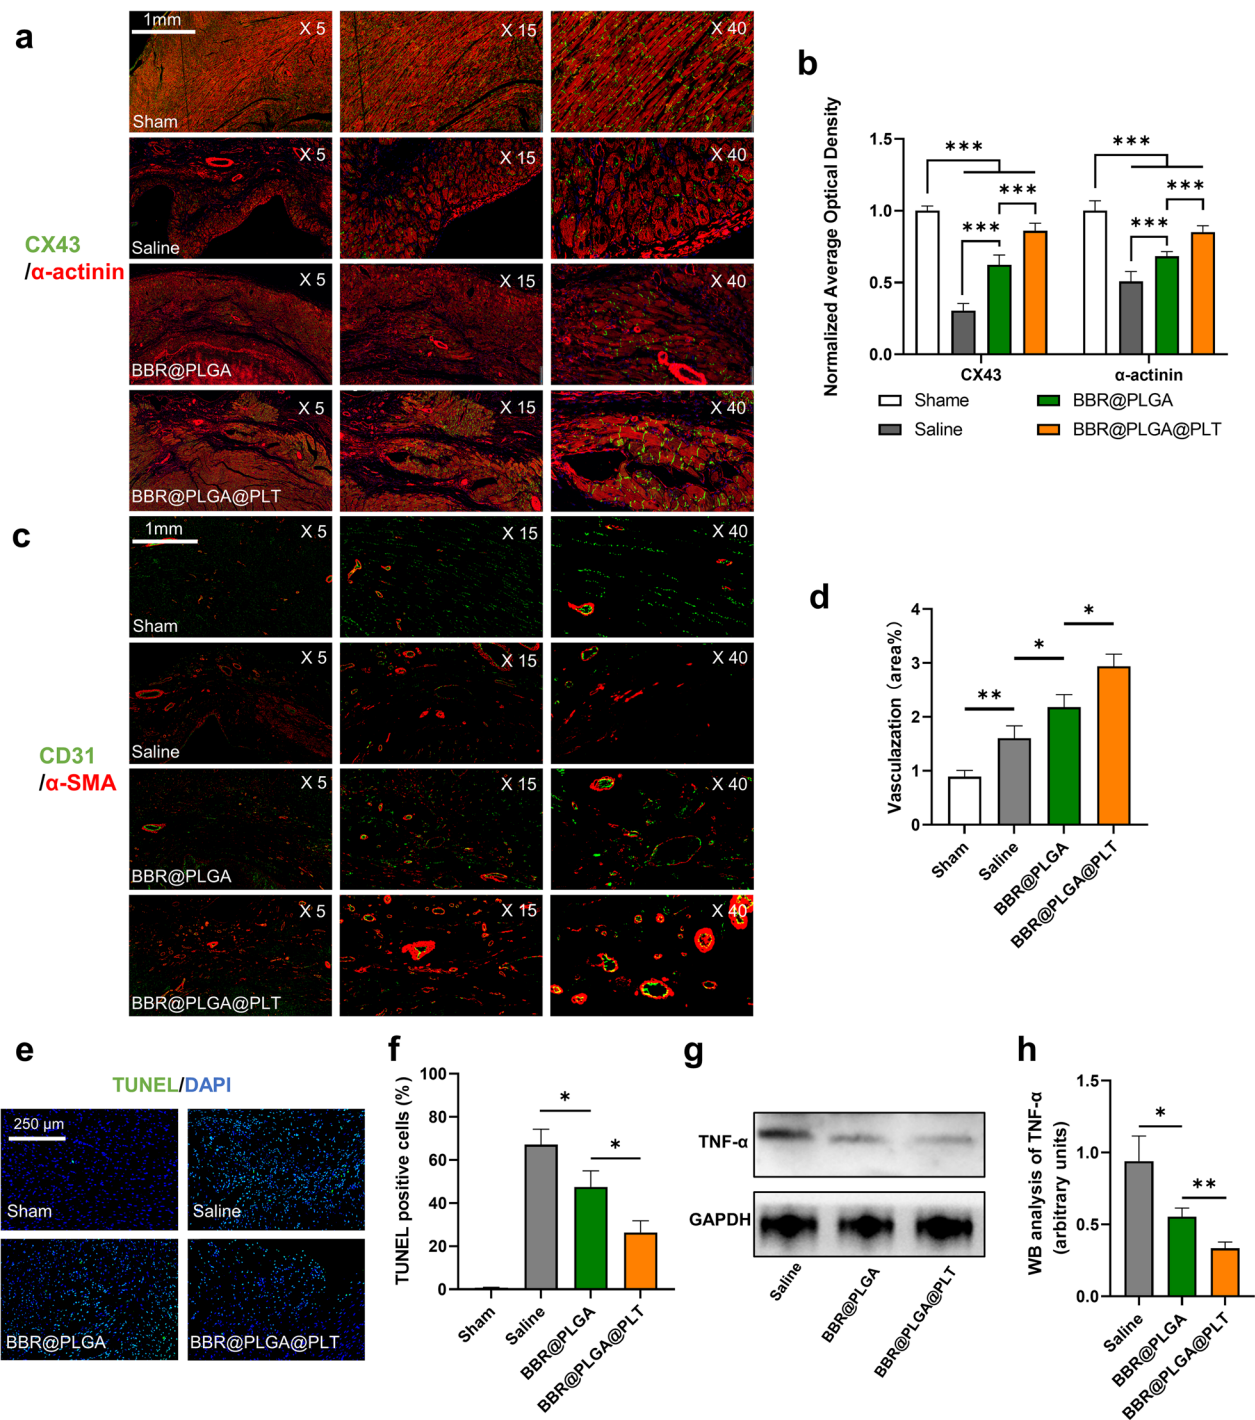 a
1mm
X 5
X 15
X 40
Sham
X 5
X 15
X 40
Saline
CX43
/α-actinin
X 5
X 15
X 40
BBR@PLGA
X 5
X 15
X 40
BBR@PLGA@PLT
b
Normalized Average Optical Density
1.5
1.0
0.5
0.0
***
***
***
***
***
***
CX43
α-actinin
Shame
BBR@PLGA
Saline
BBR@PLGA@PLT
c
1mm
X 5
X 15
X 40
Sham
X 5
X 15
X 40
Saline
CD31
/α-SMA
X 5
X 15
X 40
BBR@PLGA
X 5
X 15
X 40
BBR@PLGA@PLT
d
Vasculazation (area%)
4
3
2
1
0
**
*
*
Sham
Saline
BBR@PLGA
BBR@PLGA@PLT
e
TUNEL/DAPI
250 μm
Sham
Saline
BBR@PLGA
BBR@PLGA@PLT
f
TUNEL positive cells (%)
100
80
60
40
20
0
*
*
Sham
Saline
BBR@PLGA
BBR@PLGA@PLT
g
TNF-α
GAPDH
Saline
BBR@PLGA
BBR@PLGA@PLT
h
WB analysis of TNF-α
(arbitrary units)
1.5
1.0
0.5
0.0
*
**
Saline
BBR@PLGA
BBR@PLGA@PLT